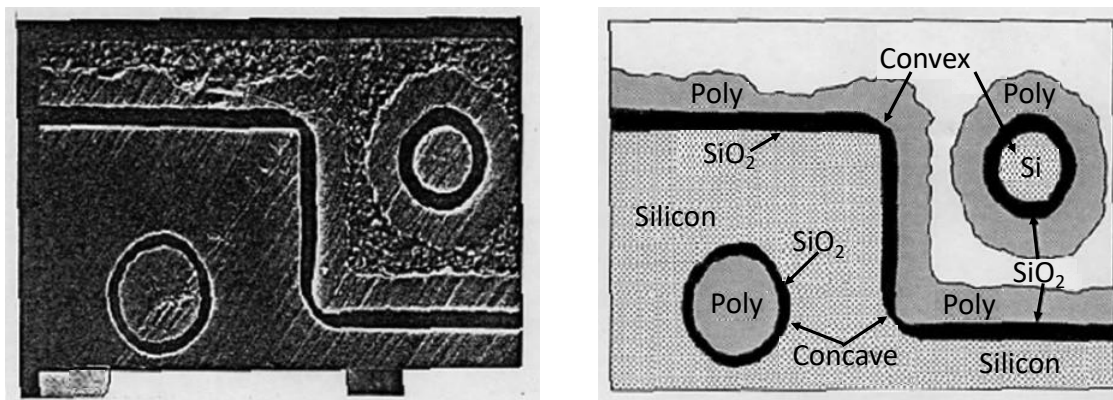 Convex
Poly
Poly
SiO2
Si
Silicon
SiO2
SiO2
Poly
Poly
Concave
Silicon